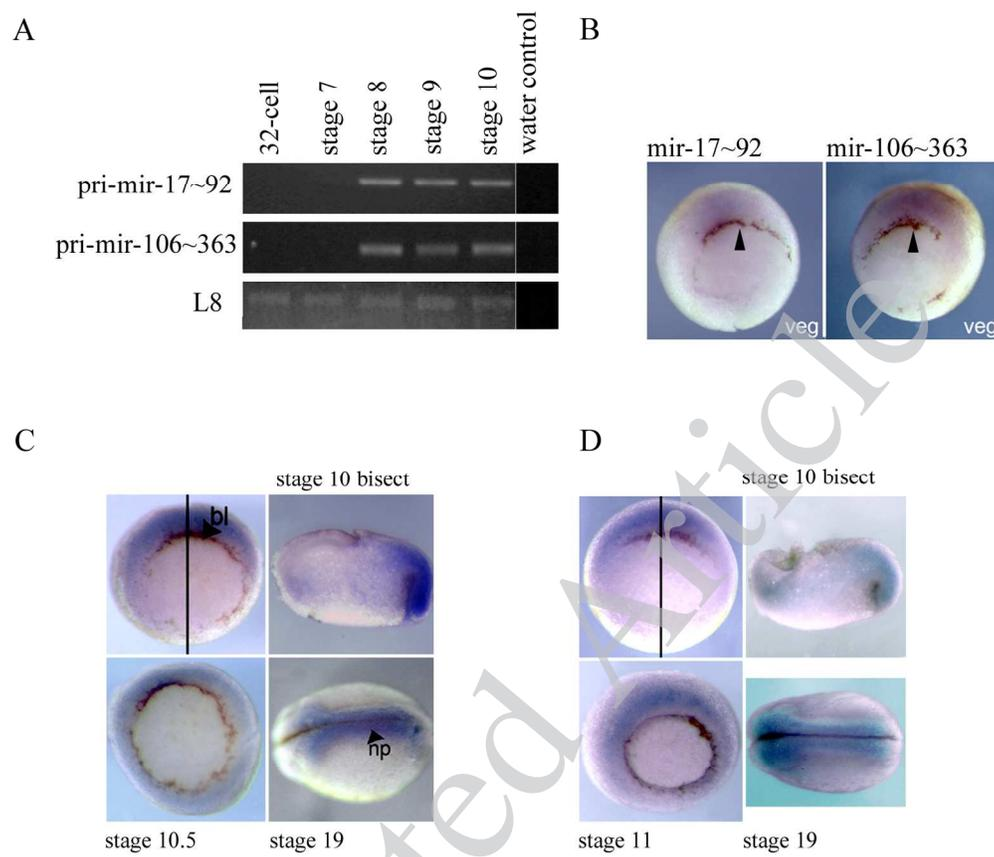 A
32-cell
stage 7
stage 8
stage 9
stage 10
water control
pri-mir-17~92
pri-mir-106~363
L8
B
mir-17~92
mir-106~363
veg
veg
C
stage 10 bisect
bl
np
stage 10.5
stage 19
D
stage 10 bisect
stage 11
stage 19
ted Article